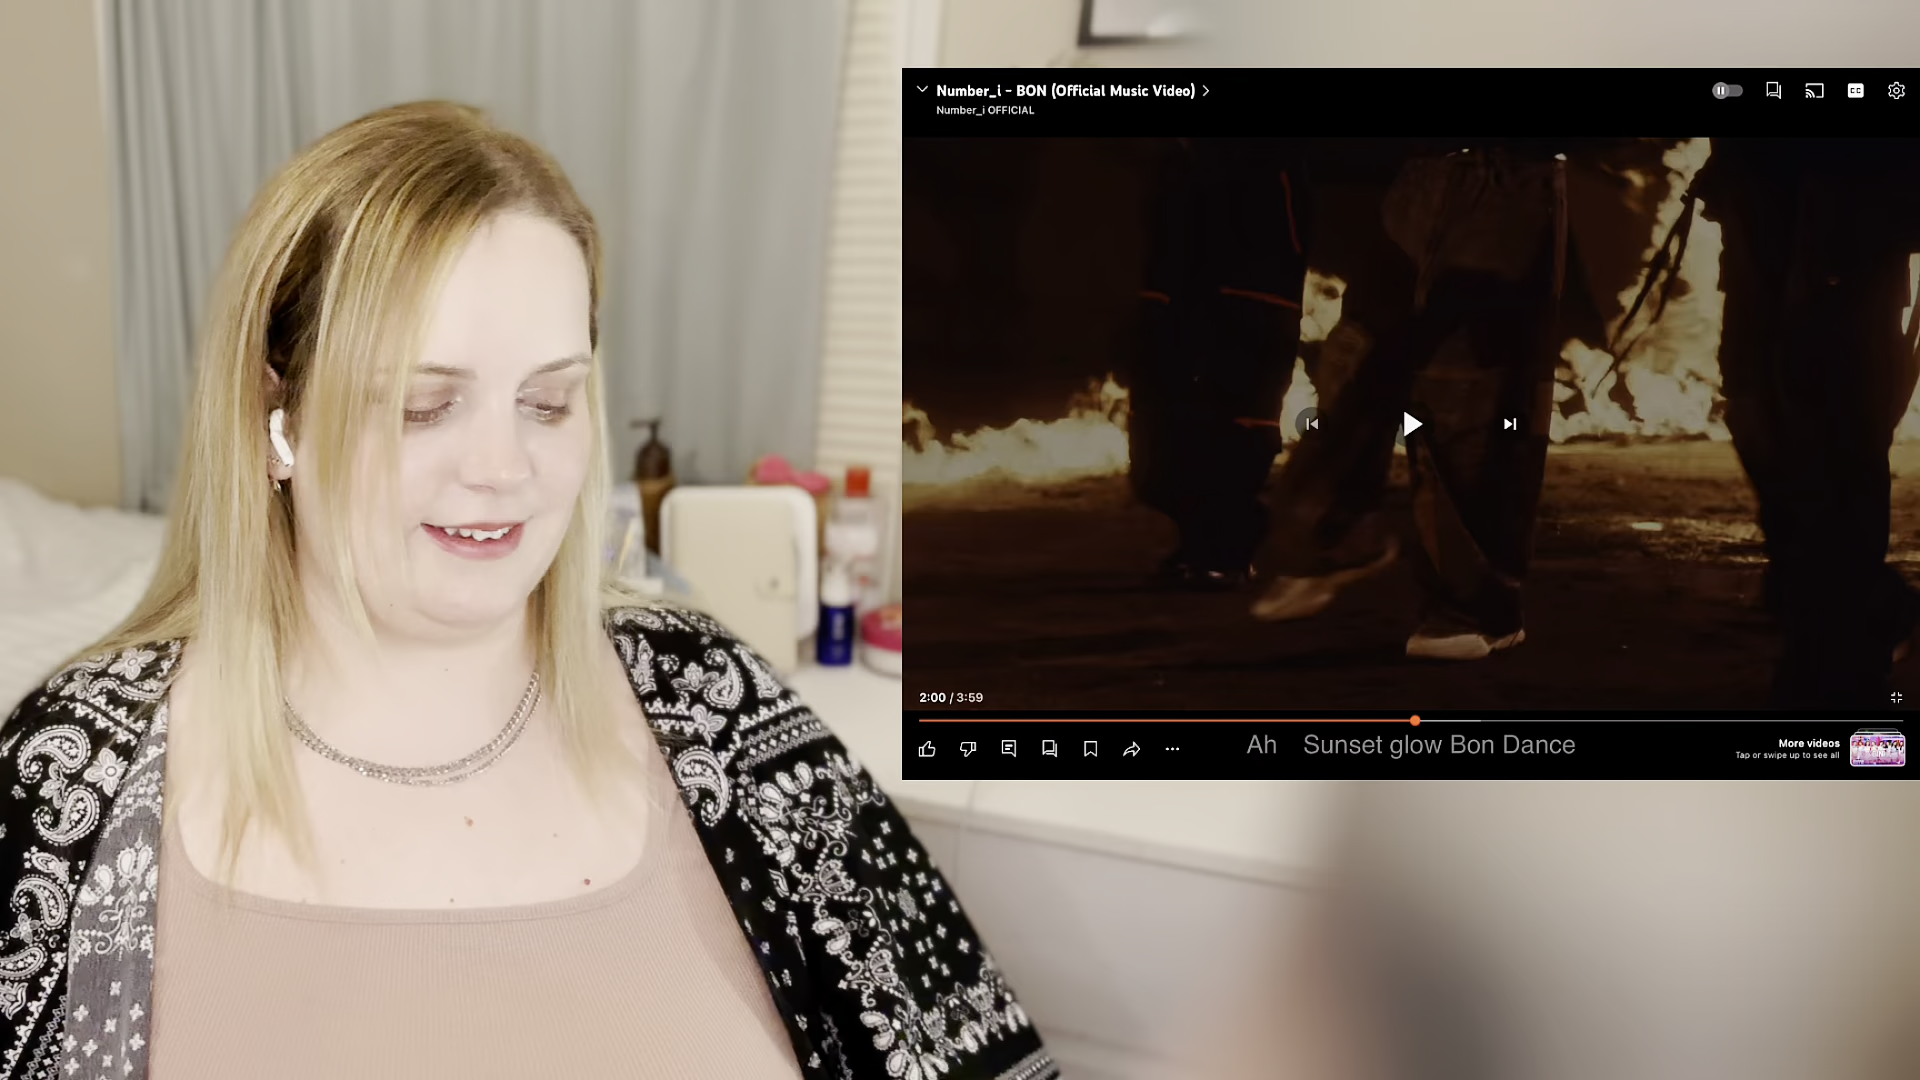 Number_i - BON (Official Music Video)
Number_i OFFICIAL
CC
2:00 / 3:59
Ah Sunset glow Bon Dance
More videos
Tap or swipe up to see all